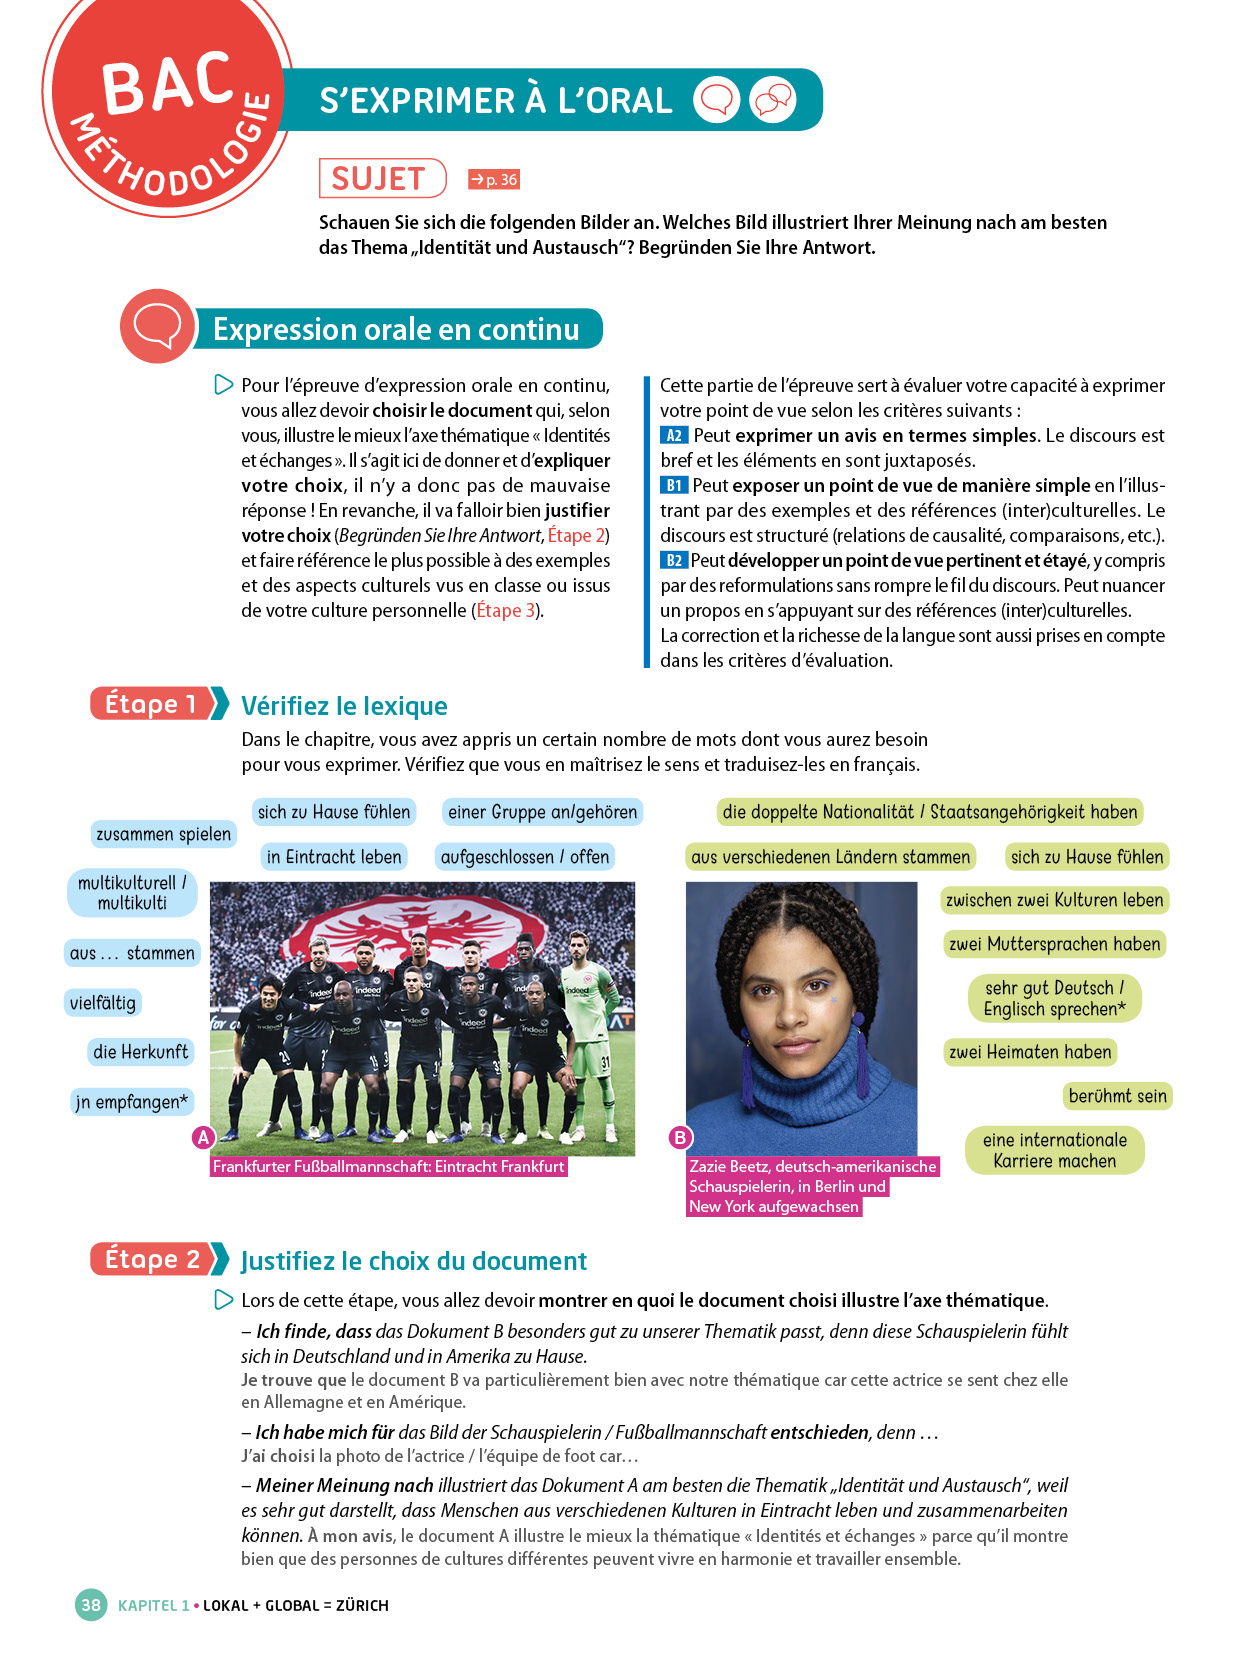 BAC
MÉTHODOLOGIE
S'EXPRIMER À L'ORAL
SUJET
→ p. 36
Schauen Sie sich die folgenden Bilder an. Welches Bild illustriert Ihrer Meinung nach am besten
das Thema „Identität und Austausch“? Begründen Sie Ihre Antwort.
Expression orale en continu
Pour l'épreuve d'expression orale en continu,
vous allez devoir choisir le document qui, selon
vous, illustre le mieux l'axe thématique « Identités
et échanges ». Il s'agit ici de donner et d'expliquer
votre choix, il n'y a donc pas de mauvaise
réponse ! En revanche, il va falloir bien justifier
votre choix (Begründen Sie Ihre Antwort, Étape 2)
et faire référence le plus possible à des exemples
et des aspects culturels vus en classe ou issus
de votre culture personnelle (Étape 3).
Cette partie de l'épreuve sert à évaluer votre capacité à exprimer
votre point de vue selon les critères suivants :
A2 Peut exprimer un avis en termes simples. Le discours est
bref et les éléments en sont juxtaposés.
B1 Peut exposer un point de vue de manière simple en l'illus-
trant par des exemples et des références (inter)culturelles. Le
discours est structuré (relations de causalité, comparaisons, etc.).
B2 Peut développer un point de vue pertinent et étayé, y compris
par des reformulations sans rompre le fil du discours. Peut nuancer
un propos en s'appuyant sur des références (inter)culturelles.
La correction et la richesse de la langue sont aussi prises en compte
dans les critères d'évaluation.
Étape 1
Vérifiez le lexique
Dans le chapitre, vous avez appris un certain nombre de mots dont vous aurez besoin
pour vous exprimer. Vérifiez que vous en maîtrisez le sens et traduisez-les en français.
sich zu Hause fühlen
einer Gruppe an/gehören
zusammen spielen
in Eintracht leben
aufgeschlossen / offen
multikulturell /
multikulti
aus ... stammen
vielfältig
die Herkunft
jn empfangen*
indeed
indeed
indeed
indeed
indeed
indeed
31
A
Frankfurter Fußballmannschaft: Eintracht Frankfurt
die doppelte Nationalität / Staatsangehörigkeit haben
aus verschiedenen Ländern stammen
sich zu Hause fühlen
zwischen zwei Kulturen leben
zwei Muttersprachen haben
sehr gut Deutsch /
Englisch sprechen*
zwei Heimaten haben
berühmt sein
eine internationale
Karriere machen
B
Zazie Beetz, deutsch-amerikanische
Schauspielerin, in Berlin und
New York aufgewachsen
Étape 2
Justifiez le choix du document
Lors de cette étape, vous allez devoir montrer en quoi le document choisi illustre l'axe thématique.
– Ich finde, dass das Dokument B besonders gut zu unserer Thematik passt, denn diese Schauspielerin fühlt
sich in Deutschland und in Amerika zu Hause.
Je trouve que le document B va particulièrement bien avec notre thématique car cette actrice se sent chez elle
en Allemagne et en Amérique.
– Ich habe mich für das Bild der Schauspielerin / Fußballmannschaft entschieden, denn ...
J'ai choisi la photo de l'actrice / l'équipe de foot car...
– Meiner Meinung nach illustriert das Dokument A am besten die Thematik „Identität und Austausch“, weil
es sehr gut darstellt, dass Menschen aus verschiedenen Kulturen in Eintracht leben und zusammenarbeiten
können. À mon avis, le document A illustre le mieux la thématique « Identités et échanges » parce qu'il montre
bien que des personnes de cultures différentes peuvent vivre en harmonie et travailler ensemble.
38 KAPITEL 1 • LOKAL + GLOBAL = ZÜRICH